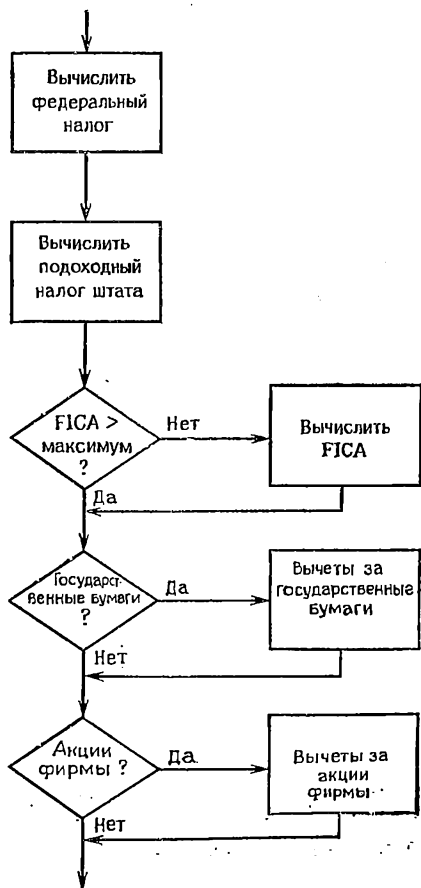 Вычислить
федеральный
налог
Вычислить
подоходный
налог штата
FICA >
максимум
?
Нет
Вычислить
FICA
Да
Государст-
венные бумаги
?
Да
Вычеты за
государственные
бумаги
Нет
Акции
фирмы ?
Да
Вычеты за
акции
фирмы
Нет